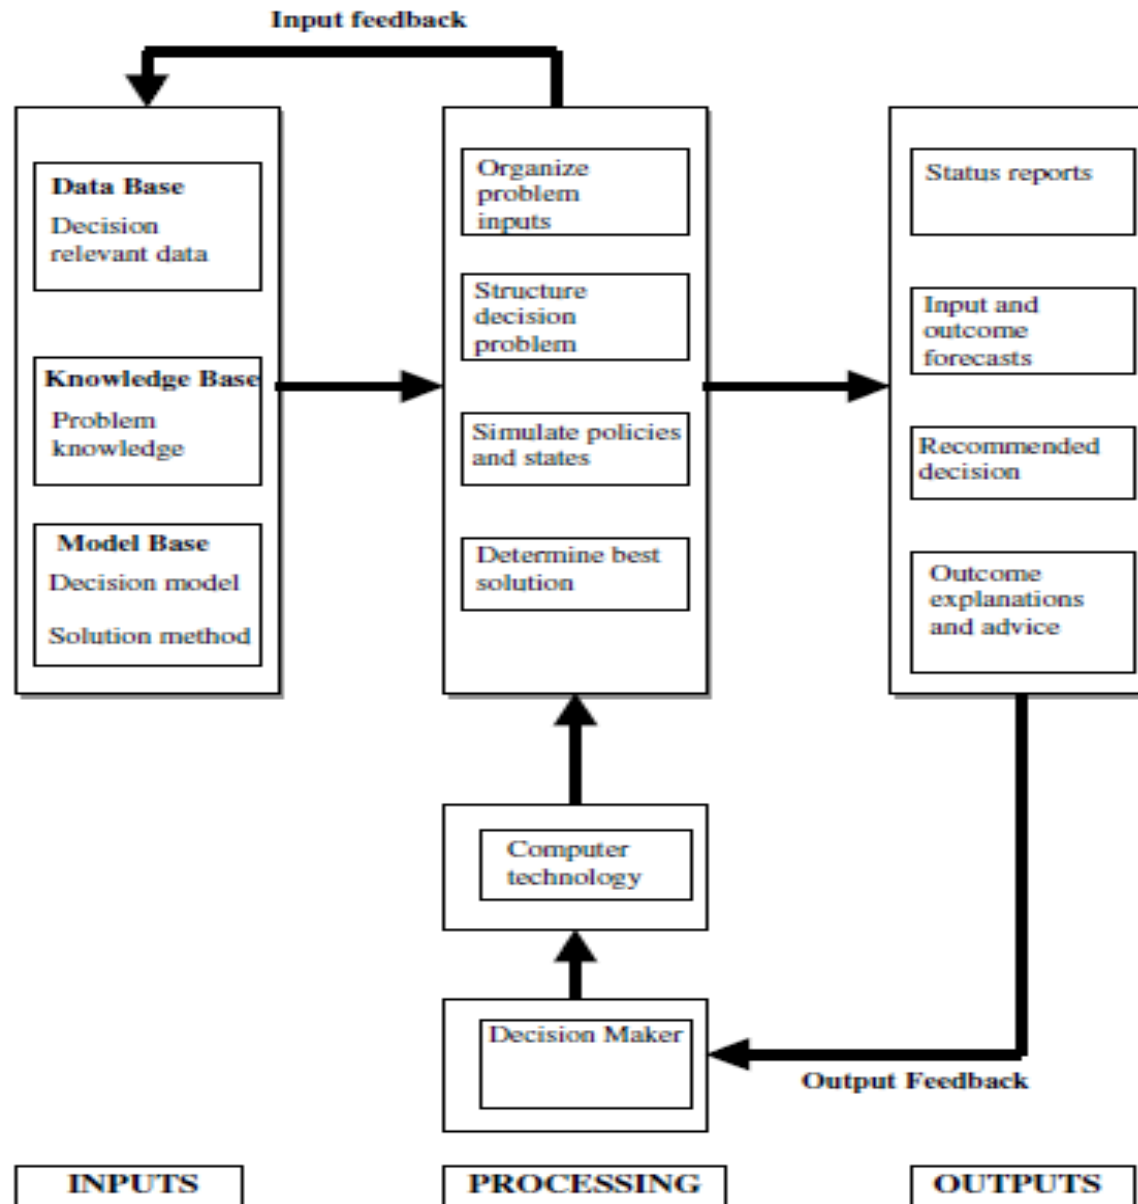 Input feedback
Data Base
Decision
relevant data
Knowledge Base
Problem
knowledge
Model Base
Decision model
Solution method
Organize
problem
inputs
Structure
decision
problem
Simulate policies
and states
Determine best
solution
Status reports
Input and
outcome
forecasts
Recommended
decision
Outcome
explanations
and advice
Computer
technology
Decision Maker
Output Feedback
INPUTS
PROCESSING
OUTPUTS